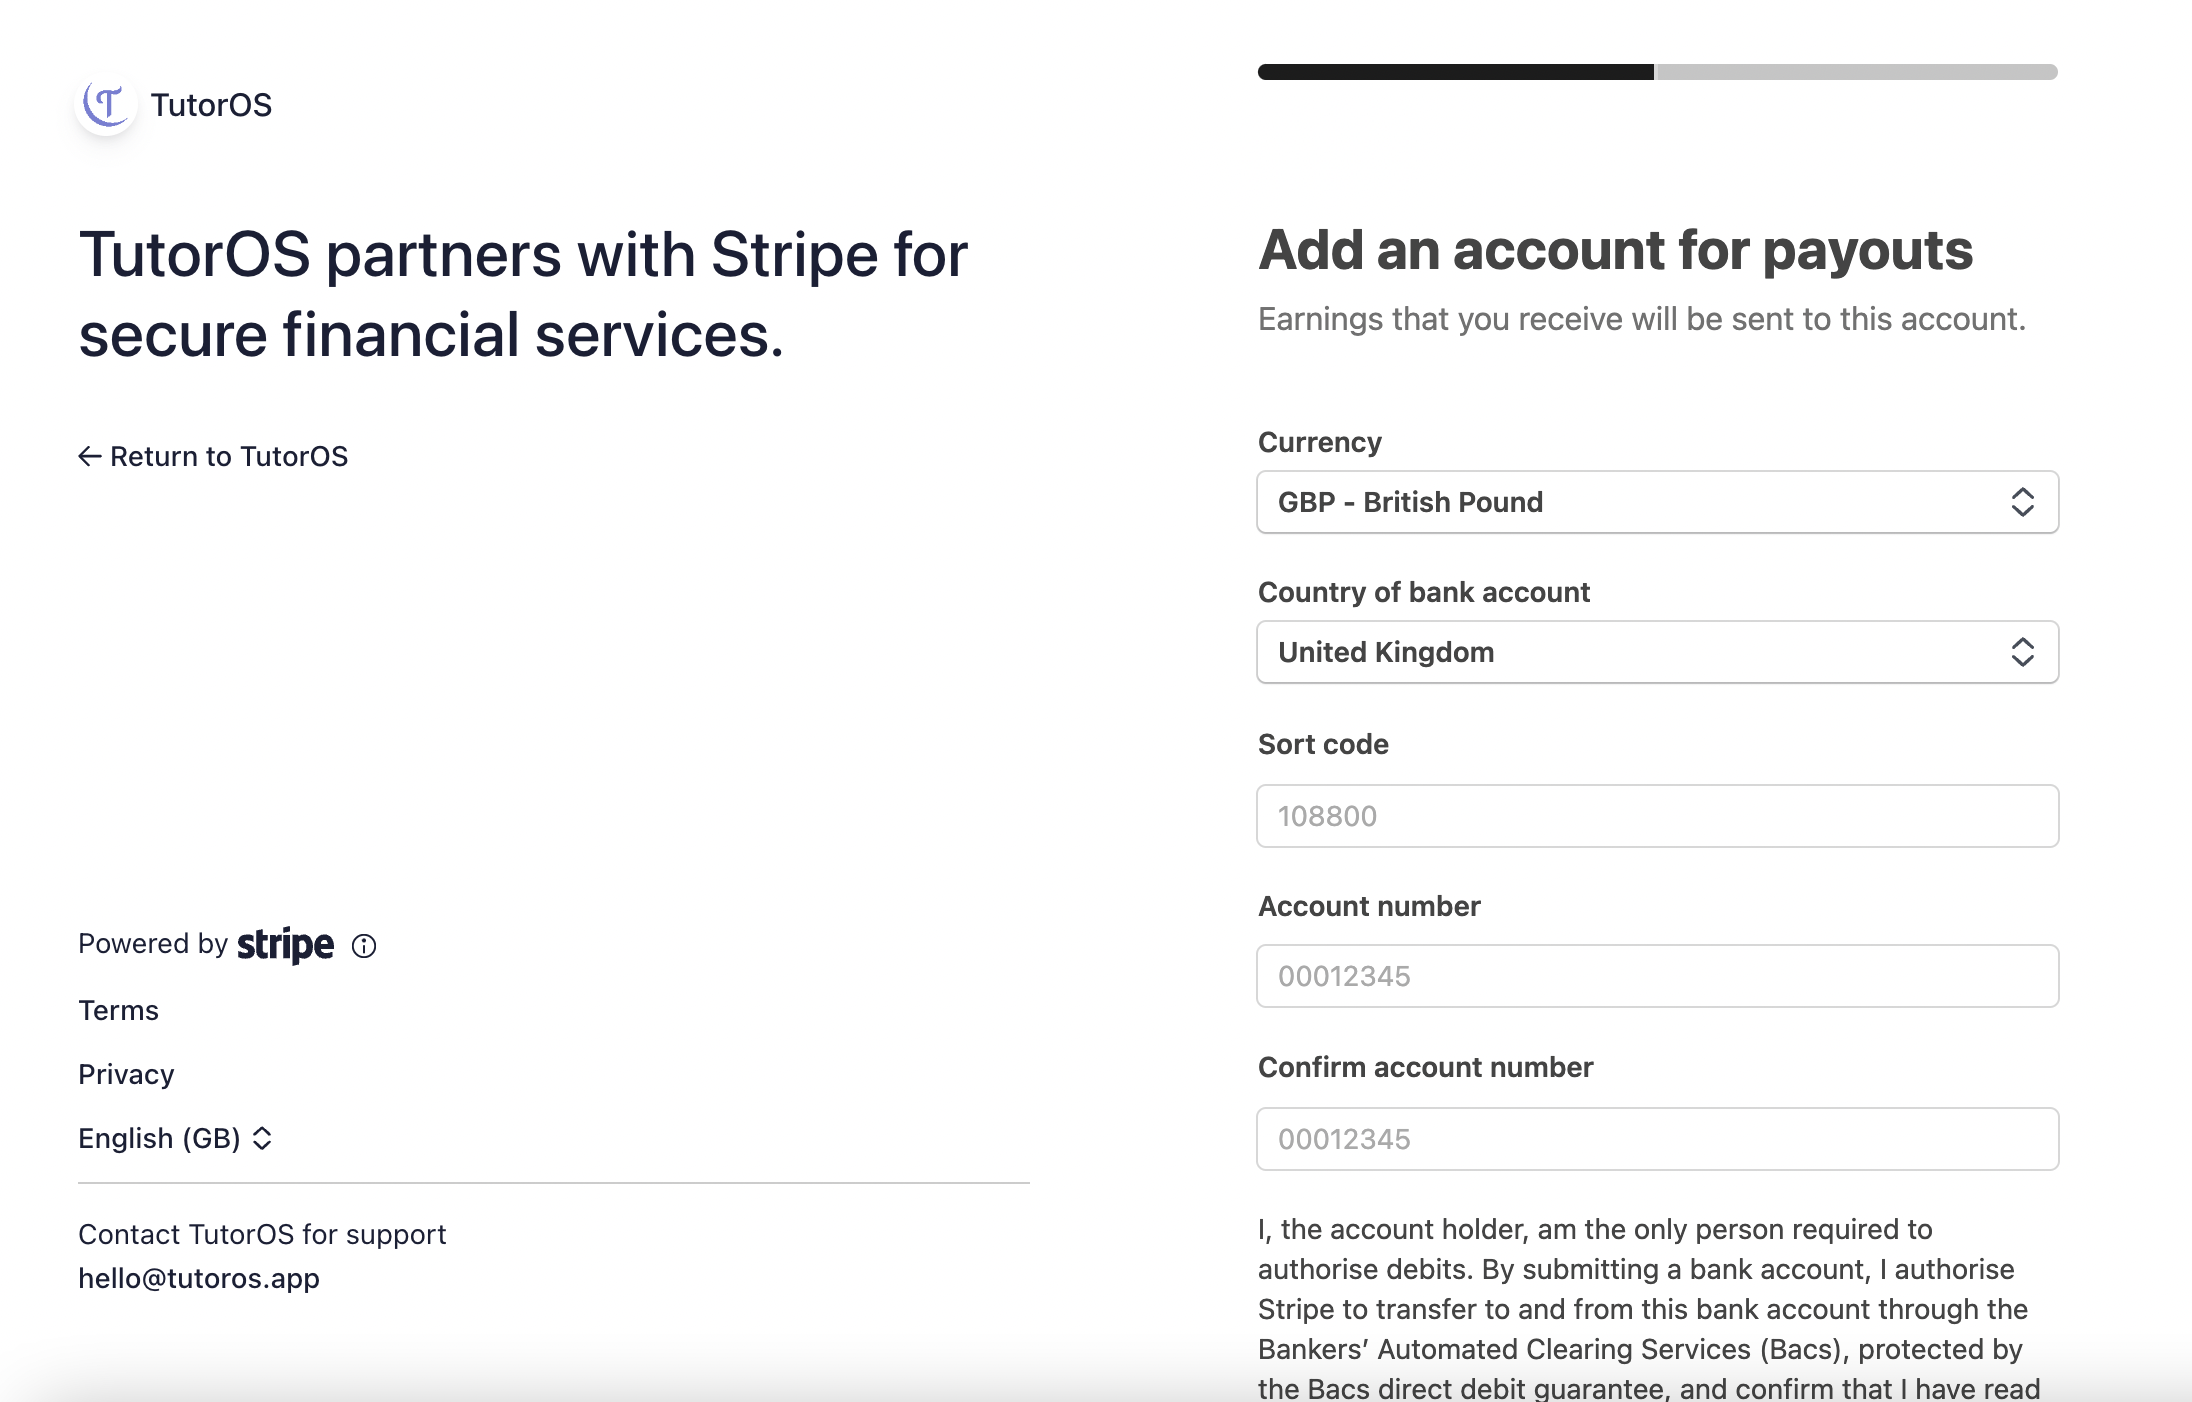 TutorOS
TutorOS partners with Stripe for
secure financial services.
← Return to TutorOS
Powered by stripe
Terms
Privacy
English (GB)
Contact TutorOS for support
hello@tutoros.app
Add an account for payouts
Earnings that you receive will be sent to this account.
Currency
GBP - British Pound
Country of bank account
United Kingdom
Sort code
108800
Account number
00012345
Confirm account number
00012345
I, the account holder, am the only person required to
authorise debits. By submitting a bank account, I authorise
Stripe to transfer to and from this bank account through the
Bankers’ Automated Clearing Services (Bacs), protected by
the Bacs direct debit guarantee, and confirm that I have read